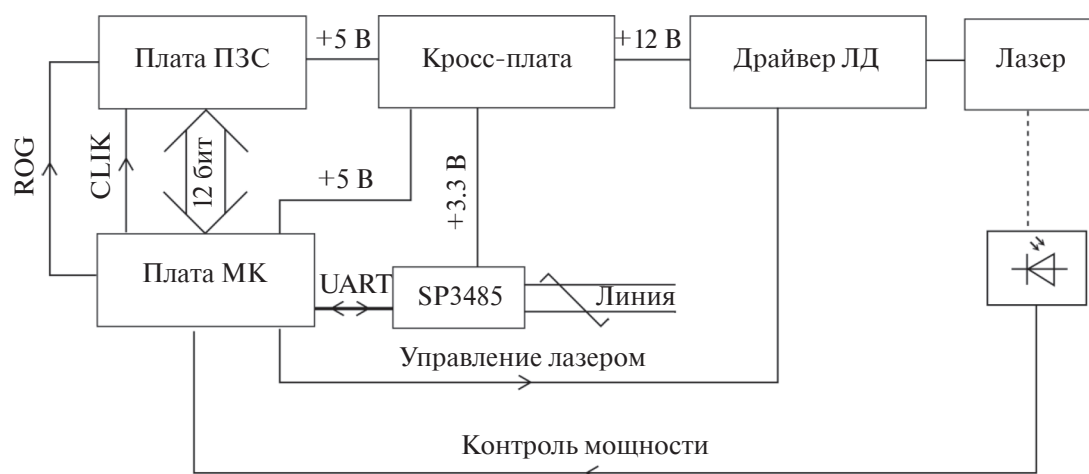 Плата ПЗС
+5 В
Кросс-плата
+12 В
Драйвер ЛД
Лазер
ROG
CLIK
12 бит
+5 В
+3.3 В
Плата МК
UART
SP3485
Линия
Управление лазером
Контроль мощности